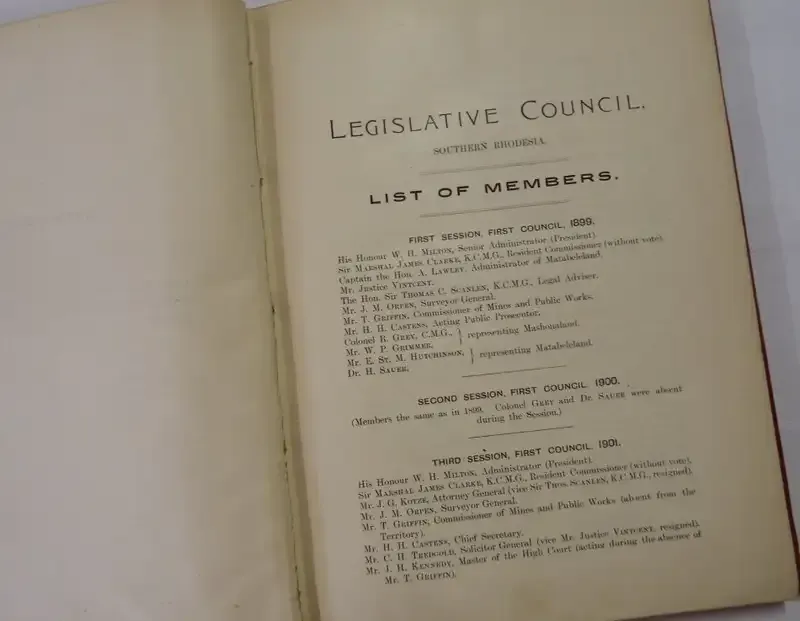 LEGISLATIVE COUNCIL.
SOUTHERN RHODESIA.
LIST OF MEMBERS.
FIRST SESSION, FIRST COUNCIL, 1899.
His Honour W. H. MILTON, Senior Administrator (President).
Sir MARSHAL JAMES CLARKE, K.C.M.G., Resident Commissioner (without vote).
Captain the Hon. A. LAWLEY, Administrator of Matabeleland.
Mr. Justice VINTCENT.
The Hon. Sir THOMAS C. SCANLEN, K.C.M.G., Legal Adviser.
Mr. J. M. ORPEN, Surveyor General.
Mr. T. GRIFFIN, Commissioner of Mines and Public Works.
Mr. H. H. CASTENS, Acting Public Prosecutor.
Colonel R. GREY, C.M.G., } representing Mashonaland.
Mr. W. P. GRIMMER,
Mr. E. ST. M. HUTCHINSON, } representing Matabeleland.
Dr. H. SAUER,
SECOND SESSION, FIRST COUNCIL, 1900.
(Members the same as in 1899. Colonel GREY and Dr. SAUER were absent
during the Session.)
THIRD SESSION, FIRST COUNCIL, 1901.
His Honour W. H. MILTON, Administrator (President).
Sir MARSHAL JAMES CLARKE, K.C.M.G., Resident Commissioner (without vote).
Mr. J. G. KOTZE, Attorney General (vice Sir THOS. SCANLEN, K.C.M.G., resigned).
Mr. J. M. ORPEN, Surveyor General.
Mr. T. GRIFFIN, Commissioner of Mines and Public Works (absent from the
Territory).
Mr. H. H. CASTENS, Chief Secretary.
Mr. C. H. TREDGOLD, Solicitor General (vice Mr. Justice VINTCENT, resigned).
Mr. J. H. KENNEDY, Master of the High Court (acting during the absence of
Mr. T. GRIFFIN).